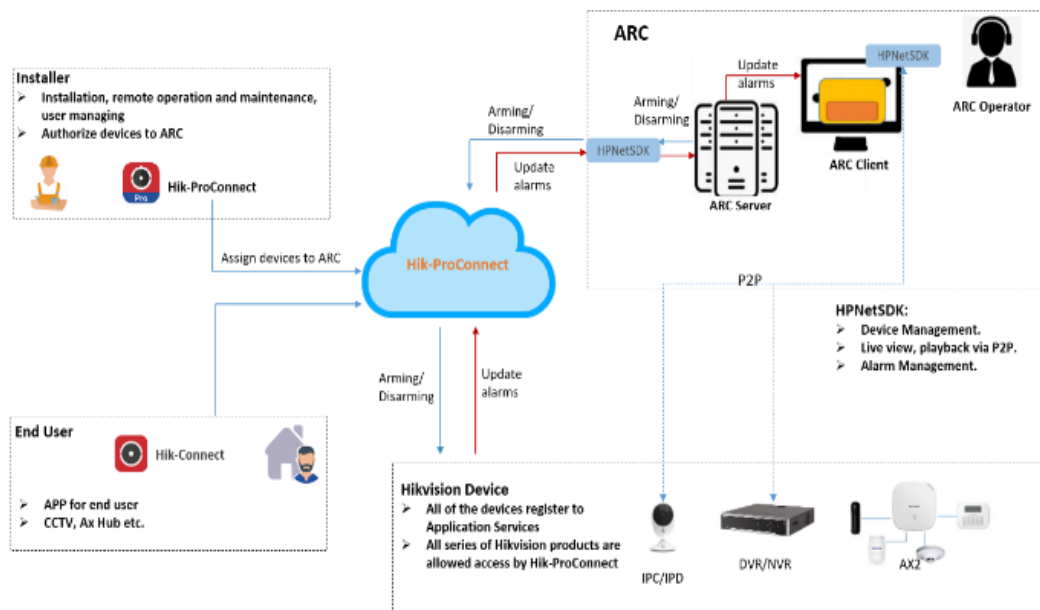 Installer
➢ Installation, remote operation and maintenance,
user managing
➢ Authorize devices to ARC
Pro
Hik-ProConnect
Assign devices to ARC
End User
Hik-Connect
➢ APP for end user
➢ CCTV, Ax Hub etc.
Hik-ProConnect
Arming/
Disarming
Update
alarms
Arming/
Disarming
Update
alarms
ARC
HPNetSDK
Arming/
Disarming
Update
alarms
HPNetSDK
ARC Server
ARC Client
ARC Operator
P2P
HPNetSDK:
➢ Device Management.
➢ Live view, playback via P2P.
➢ Alarm Management.
Hikvision Device
➢ All of the devices register to
Application Services
➢ All series of Hikvision products are
allowed access by Hik-ProConnect
IPC/IPD
DVR/NVR
AX2